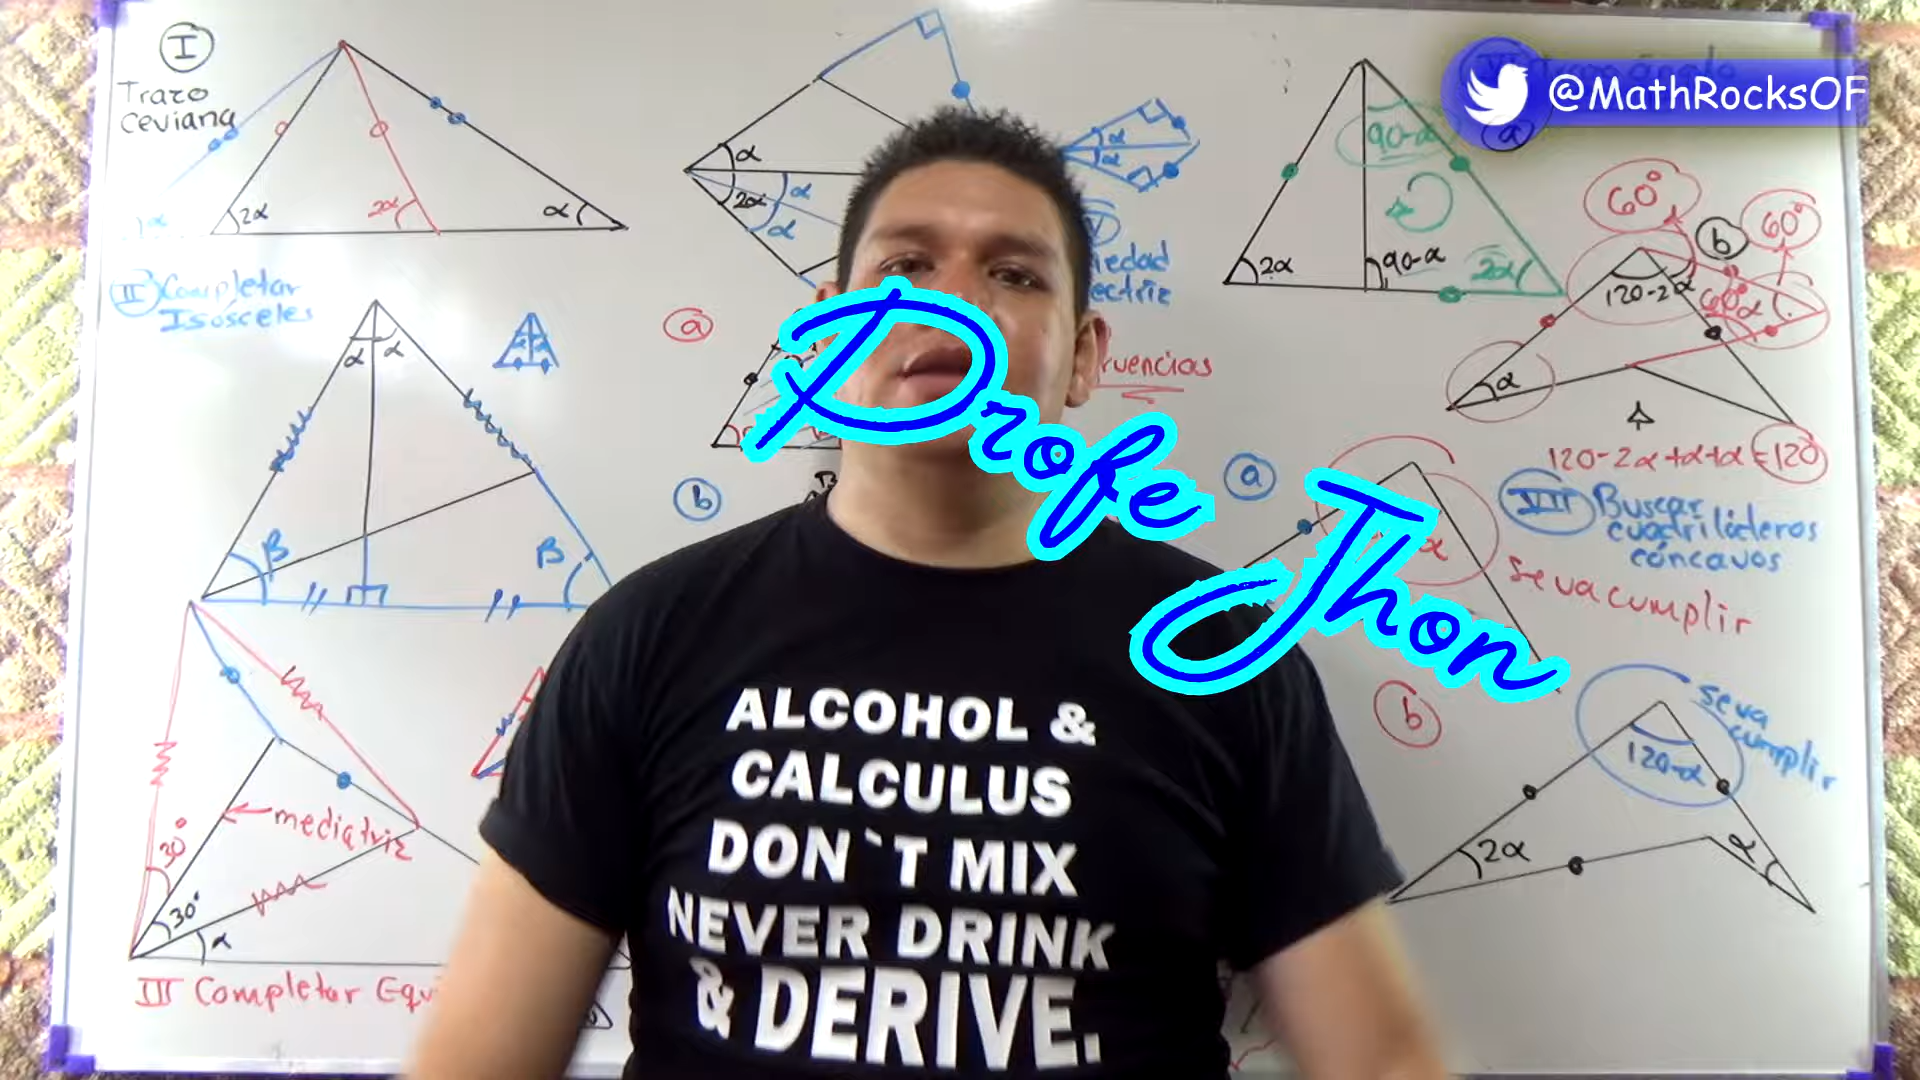 I
Trazo
Ceviana
2α
2α
α
II Completar
Isósceles
α α
β
β
30°
30°
α
mediatriz
III Completar
α
2α
α
α
α
α
a
b
@MathRocksOF
a
90-α
2α
90-α
2α
60°
b
60°
120-2α
60°
α
α
120-2α+α+α=120
VII Buscar
cuadriláteros
cóncavos
a
α
se va cumplir
b
se va
cumplir
120-α
2α
α
Profe Jhon
ALCOHOL &
CALCULUS
DON`T MIX
NEVER DRINK
& DERIVE.